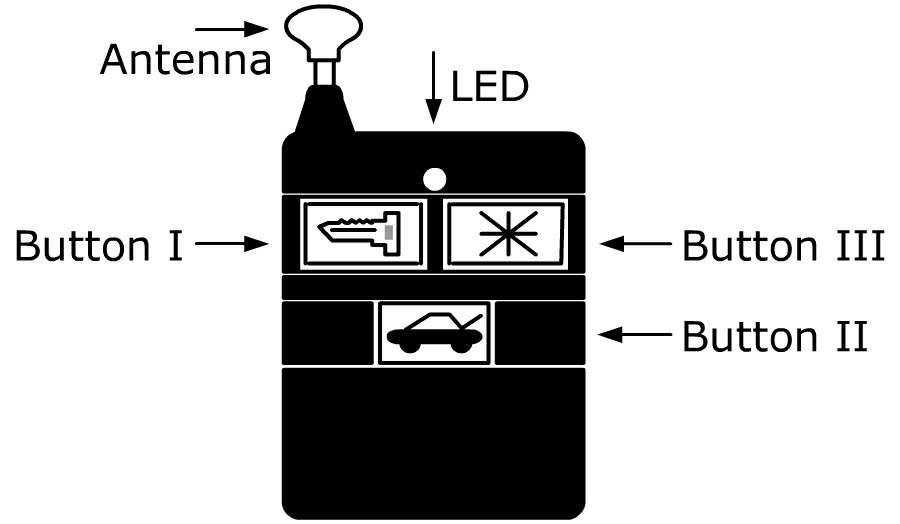 Antenna
LED
Button I
Button III
Button II